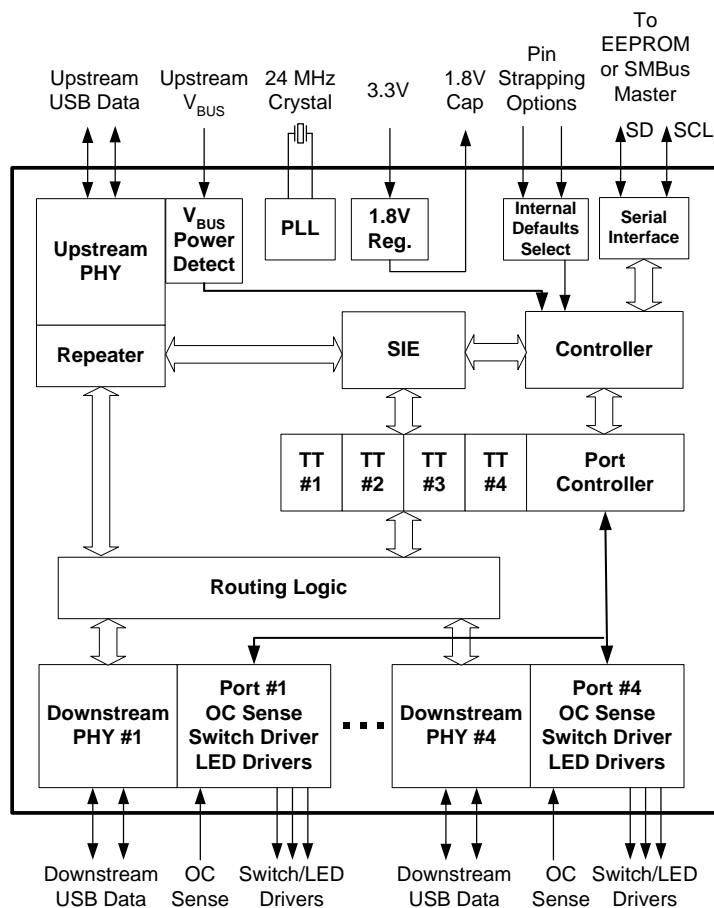 To
EEPROM
or SMBus
Master
Upstream
USB Data
Upstream
VBUS
24 MHz
Crystal
3.3V
1.8V
Cap
Pin
Strapping
Options
SD
SCL
Upstream
PHY
VBUS
Power
Detect
PLL
1.8V
Reg.
Internal
Defaults
Select
Serial
Interface
Repeater
SIE
Controller
TT
#1
TT
#2
TT
#3
TT
#4
Port
Controller
Routing Logic
Downstream
PHY #1
Port #1
OC Sense
Switch Driver
LED Drivers
Downstream
PHY #4
Port #4
OC Sense
Switch Driver
LED Drivers
Downstream
USB Data
OC
Sense
Switch/LED
Drivers
Downstream
USB Data
OC
Sense
Switch/LED
Drivers